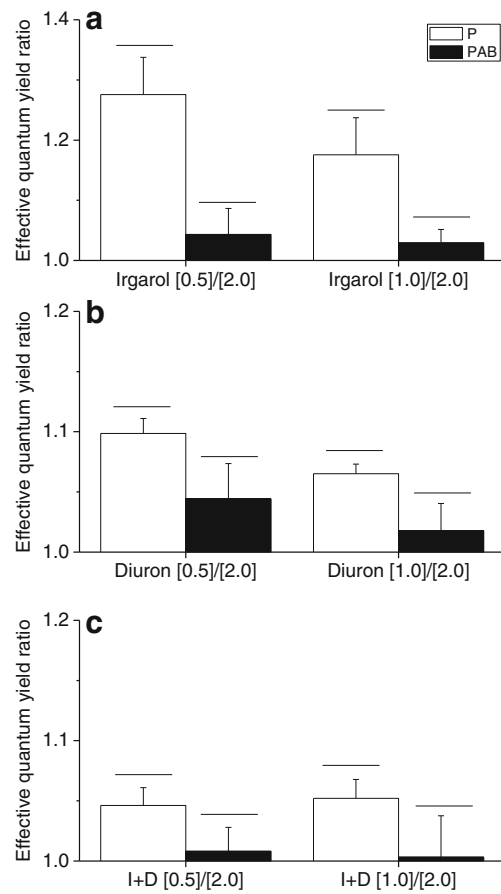 a
P
PAB
1.4
1.2
1.0
Effective quantum yield ratio
Irgarol [0.5]/[2.0]
Irgarol [1.0]/[2.0]
b
1.2
1.1
1.0
Effective quantum yield ratio
Diuron [0.5]/[2.0]
Diuron [1.0]/[2.0]
c
1.2
1.1
1.0
Effective quantum yield ratio
I+D [0.5]/[2.0]
I+D [1.0]/[2.0]